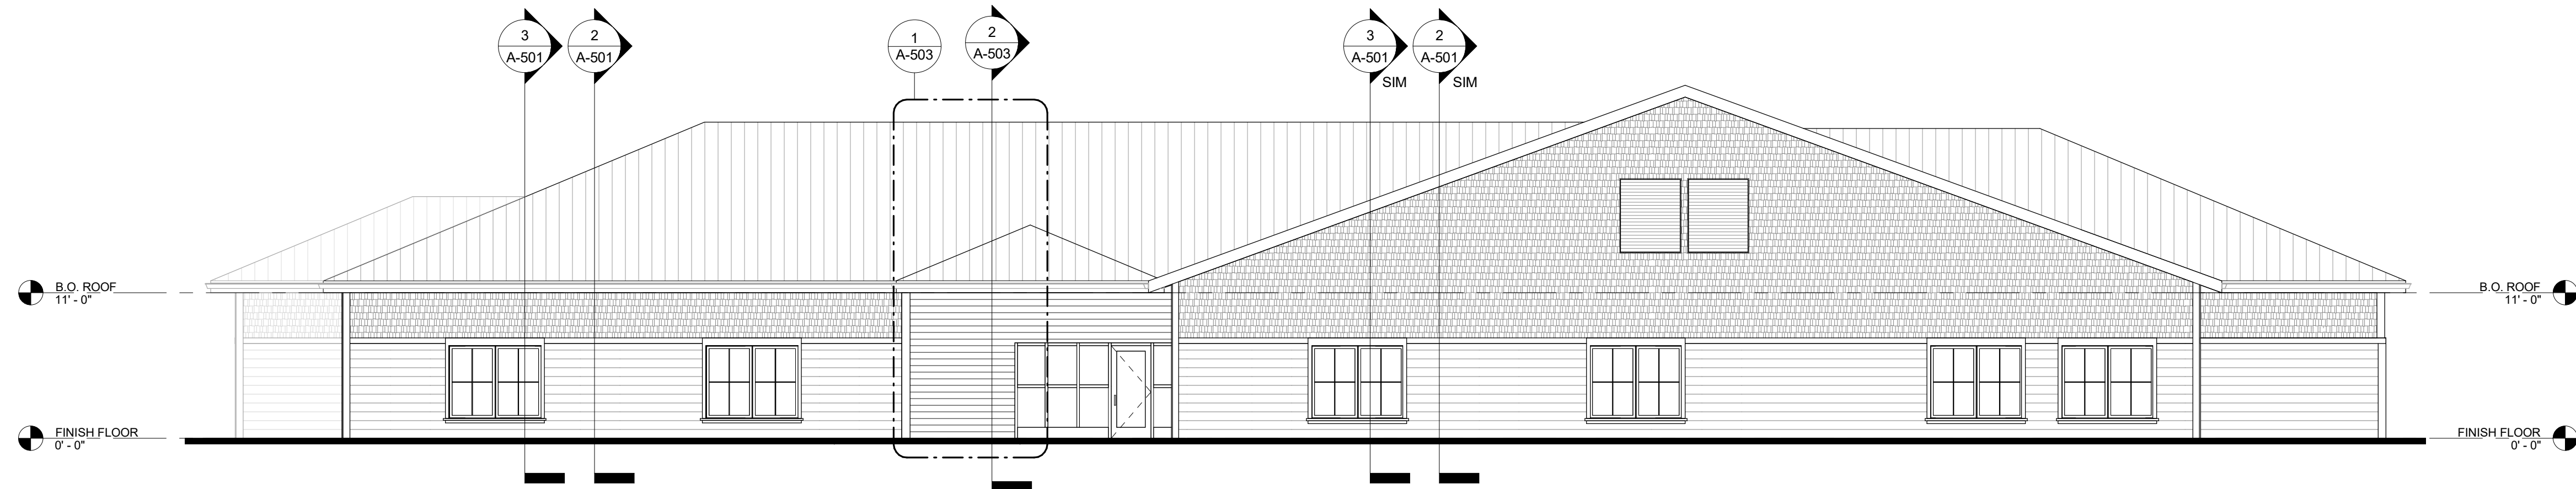 3
A-501
2
A-501
1
A-503
2
A-503
3
A-501
SIM
2
A-501
SIM
B.O. ROOF
11' - 0"
B.O. ROOF
11' - 0"
FINISH FLOOR
0' - 0"
FINISH FLOOR
0' - 0"